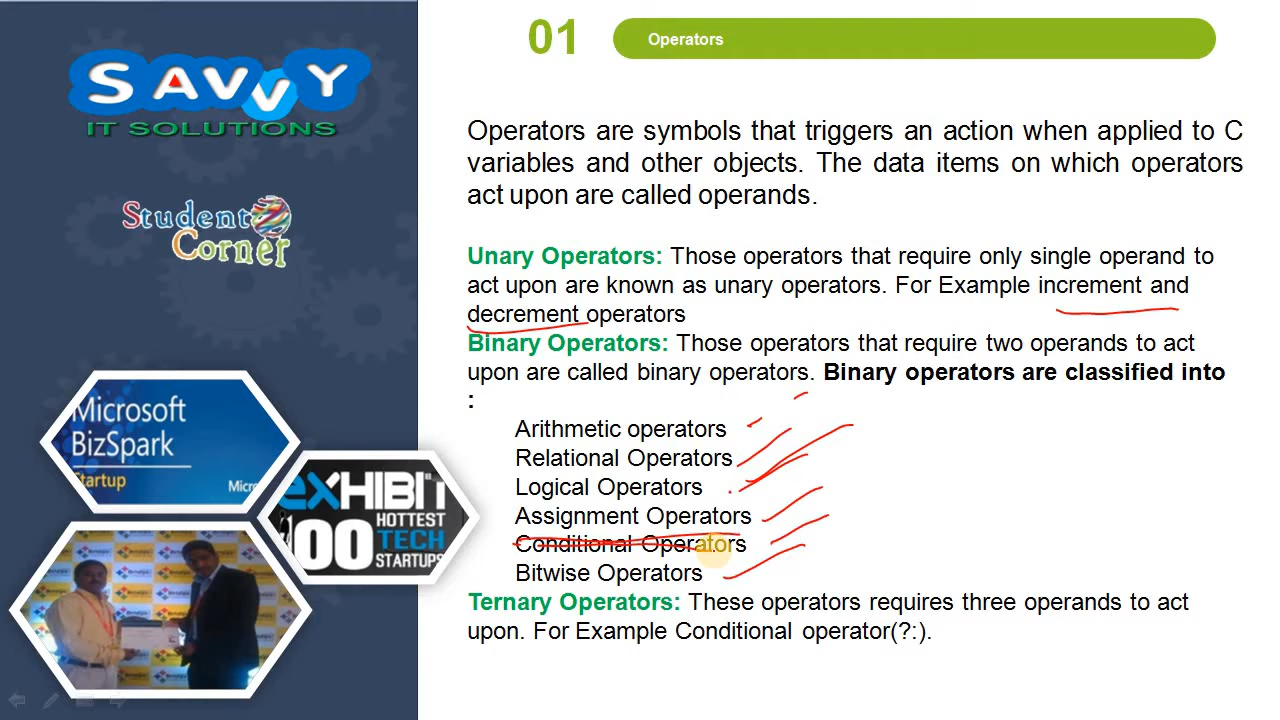 SAVVY
IT SOLUTIONS
Student
Corner
Microsoft
BizSpark
Startup
Micro
eXHIBIT
100 HOTTEST
TECH
STARTUPS
01
Operators
Operators are symbols that triggers an action when applied to C
variables and other objects. The data items on which operators
act upon are called operands.
Unary Operators: Those operators that require only single operand to
act upon are known as unary operators. For Example increment and
decrement operators
Binary Operators: Those operators that require two operands to act
upon are called binary operators. Binary operators are classified into
:
Arithmetic operators
Relational Operators
Logical Operators
Assignment Operators
Conditional Operators
Bitwise Operators
Ternary Operators: These operators requires three operands to act
upon. For Example Conditional operator(?:).